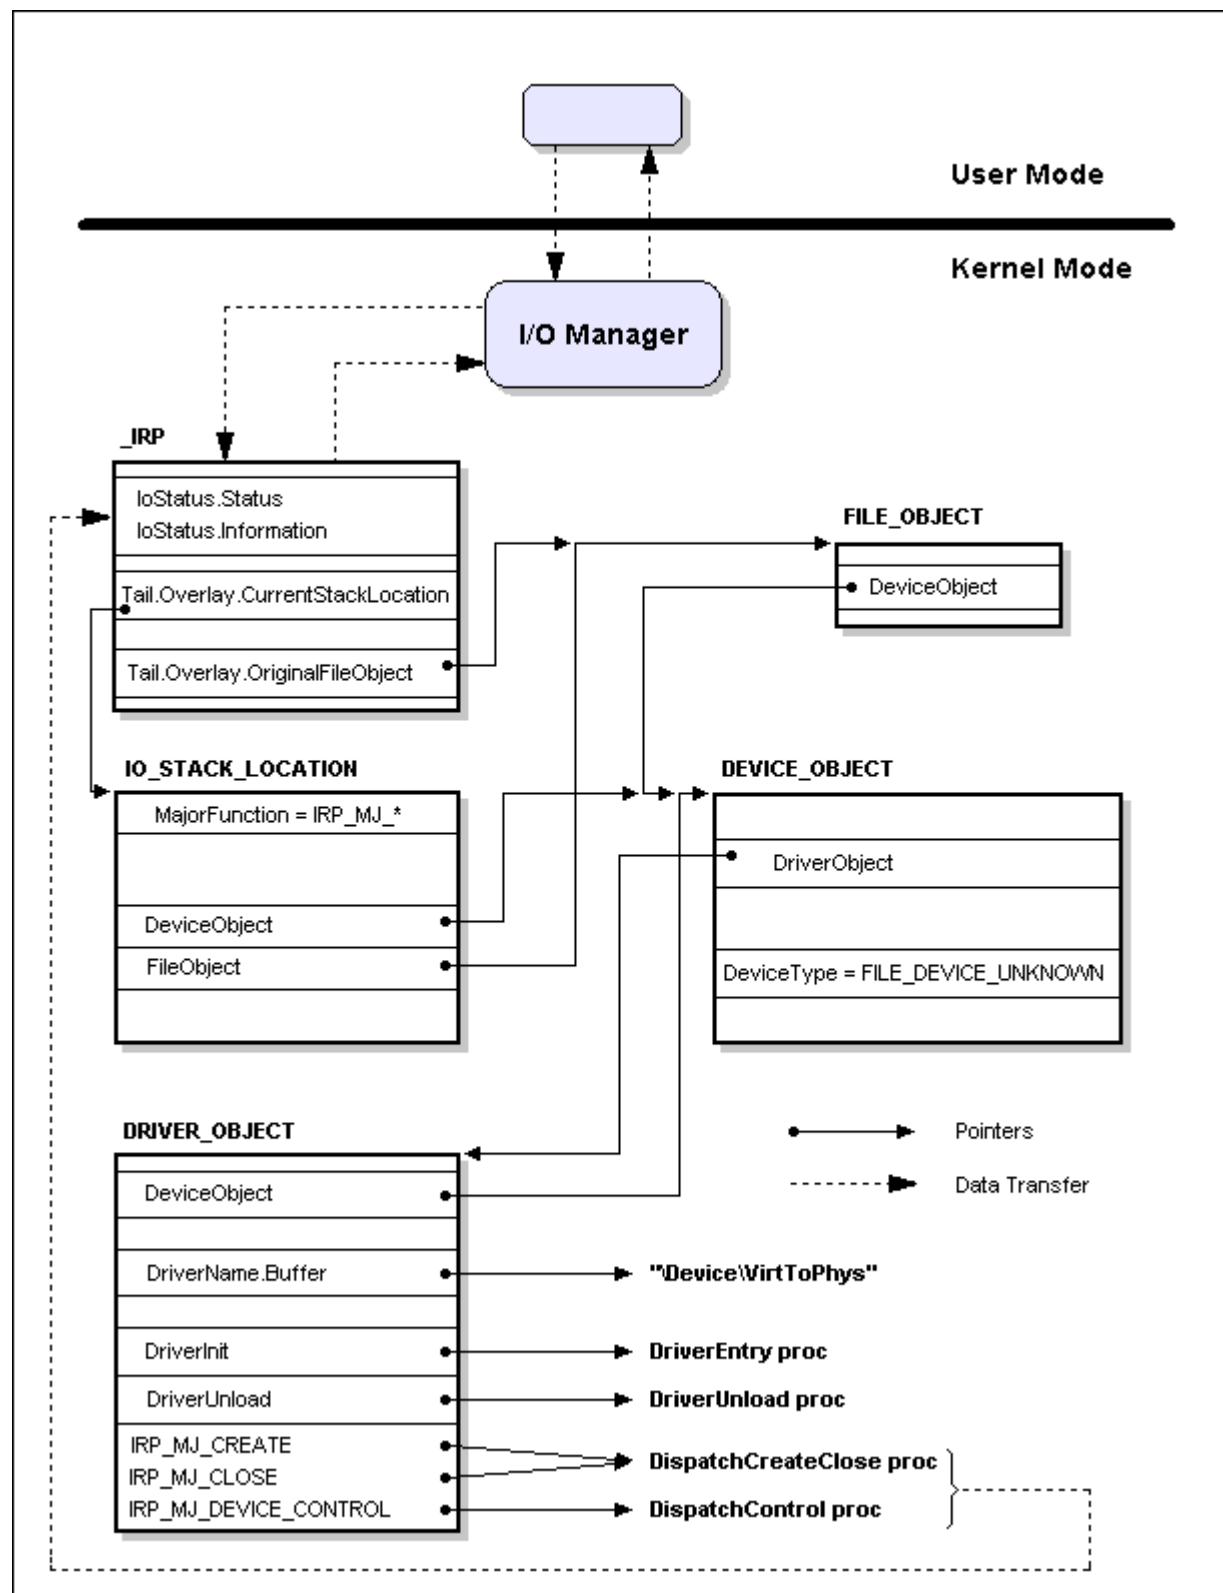 User Mode
Kernel Mode
I/O Manager
_IRP
IoStatus.Status
IoStatus.Information
Tail.Overlay.CurrentStackLocation
Tail.Overlay.OriginalFileObject
FILE_OBJECT
DeviceObject
IO_STACK_LOCATION
MajorFunction = IRP_MJ_*
DeviceObject
FileObject
DEVICE_OBJECT
DriverObject
DeviceType = FILE_DEVICE_UNKNOWN
DRIVER_OBJECT
DeviceObject
DriverName.Buffer
"\Device\VirtToPhys"
DriverInit
DriverEntry proc
DriverUnload
DriverUnload proc
IRP_MJ_CREATE
IRP_MJ_CLOSE
DispatchCreateClose proc
IRP_MJ_DEVICE_CONTROL
DispatchControl proc
Pointers
Data Transfer